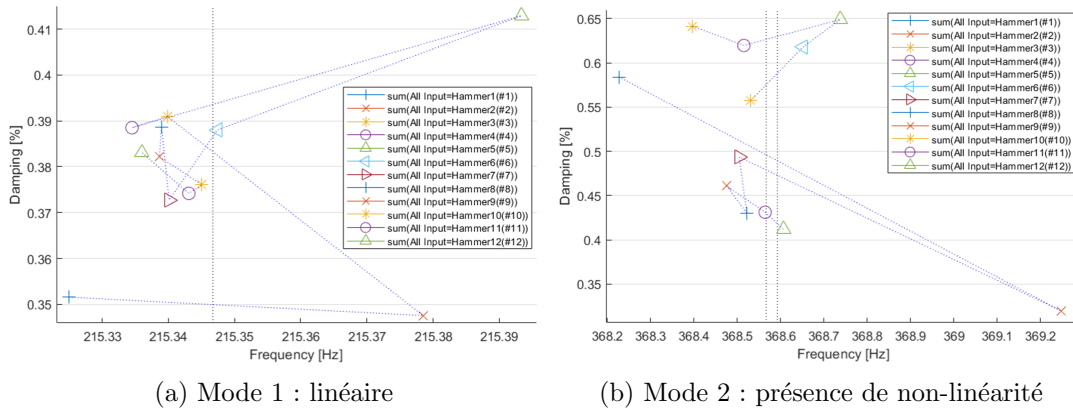 0.41
0.4
0.39
0.38
0.37
0.36
0.35
Damping [%]
215.33
215.34
215.35
215.36
215.37
215.38
215.39
Frequency [Hz]
sum(All Input=Hammer1(#1))
sum(All Input=Hammer2(#2))
sum(All Input=Hammer3(#3))
sum(All Input=Hammer4(#4))
sum(All Input=Hammer5(#5))
sum(All Input=Hammer6(#6))
sum(All Input=Hammer7(#7))
sum(All Input=Hammer8(#8))
sum(All Input=Hammer9(#9))
sum(All Input=Hammer10(#10))
sum(All Input=Hammer11(#11))
sum(All Input=Hammer12(#12))
(a) Mode 1 : linéaire
0.65
0.6
0.55
0.5
0.45
0.4
0.35
Damping [%]
368.2
368.3
368.4
368.5
368.6
368.7
368.8
368.9
369
369.1
369.2
Frequency [Hz]
sum(All Input=Hammer1(#1))
sum(All Input=Hammer2(#2))
sum(All Input=Hammer3(#3))
sum(All Input=Hammer4(#4))
sum(All Input=Hammer5(#5))
sum(All Input=Hammer6(#6))
sum(All Input=Hammer7(#7))
sum(All Input=Hammer8(#8))
sum(All Input=Hammer9(#9))
sum(All Input=Hammer10(#10))
sum(All Input=Hammer11(#11))
sum(All Input=Hammer12(#12))
(b) Mode 2 : présence de non-linéarité